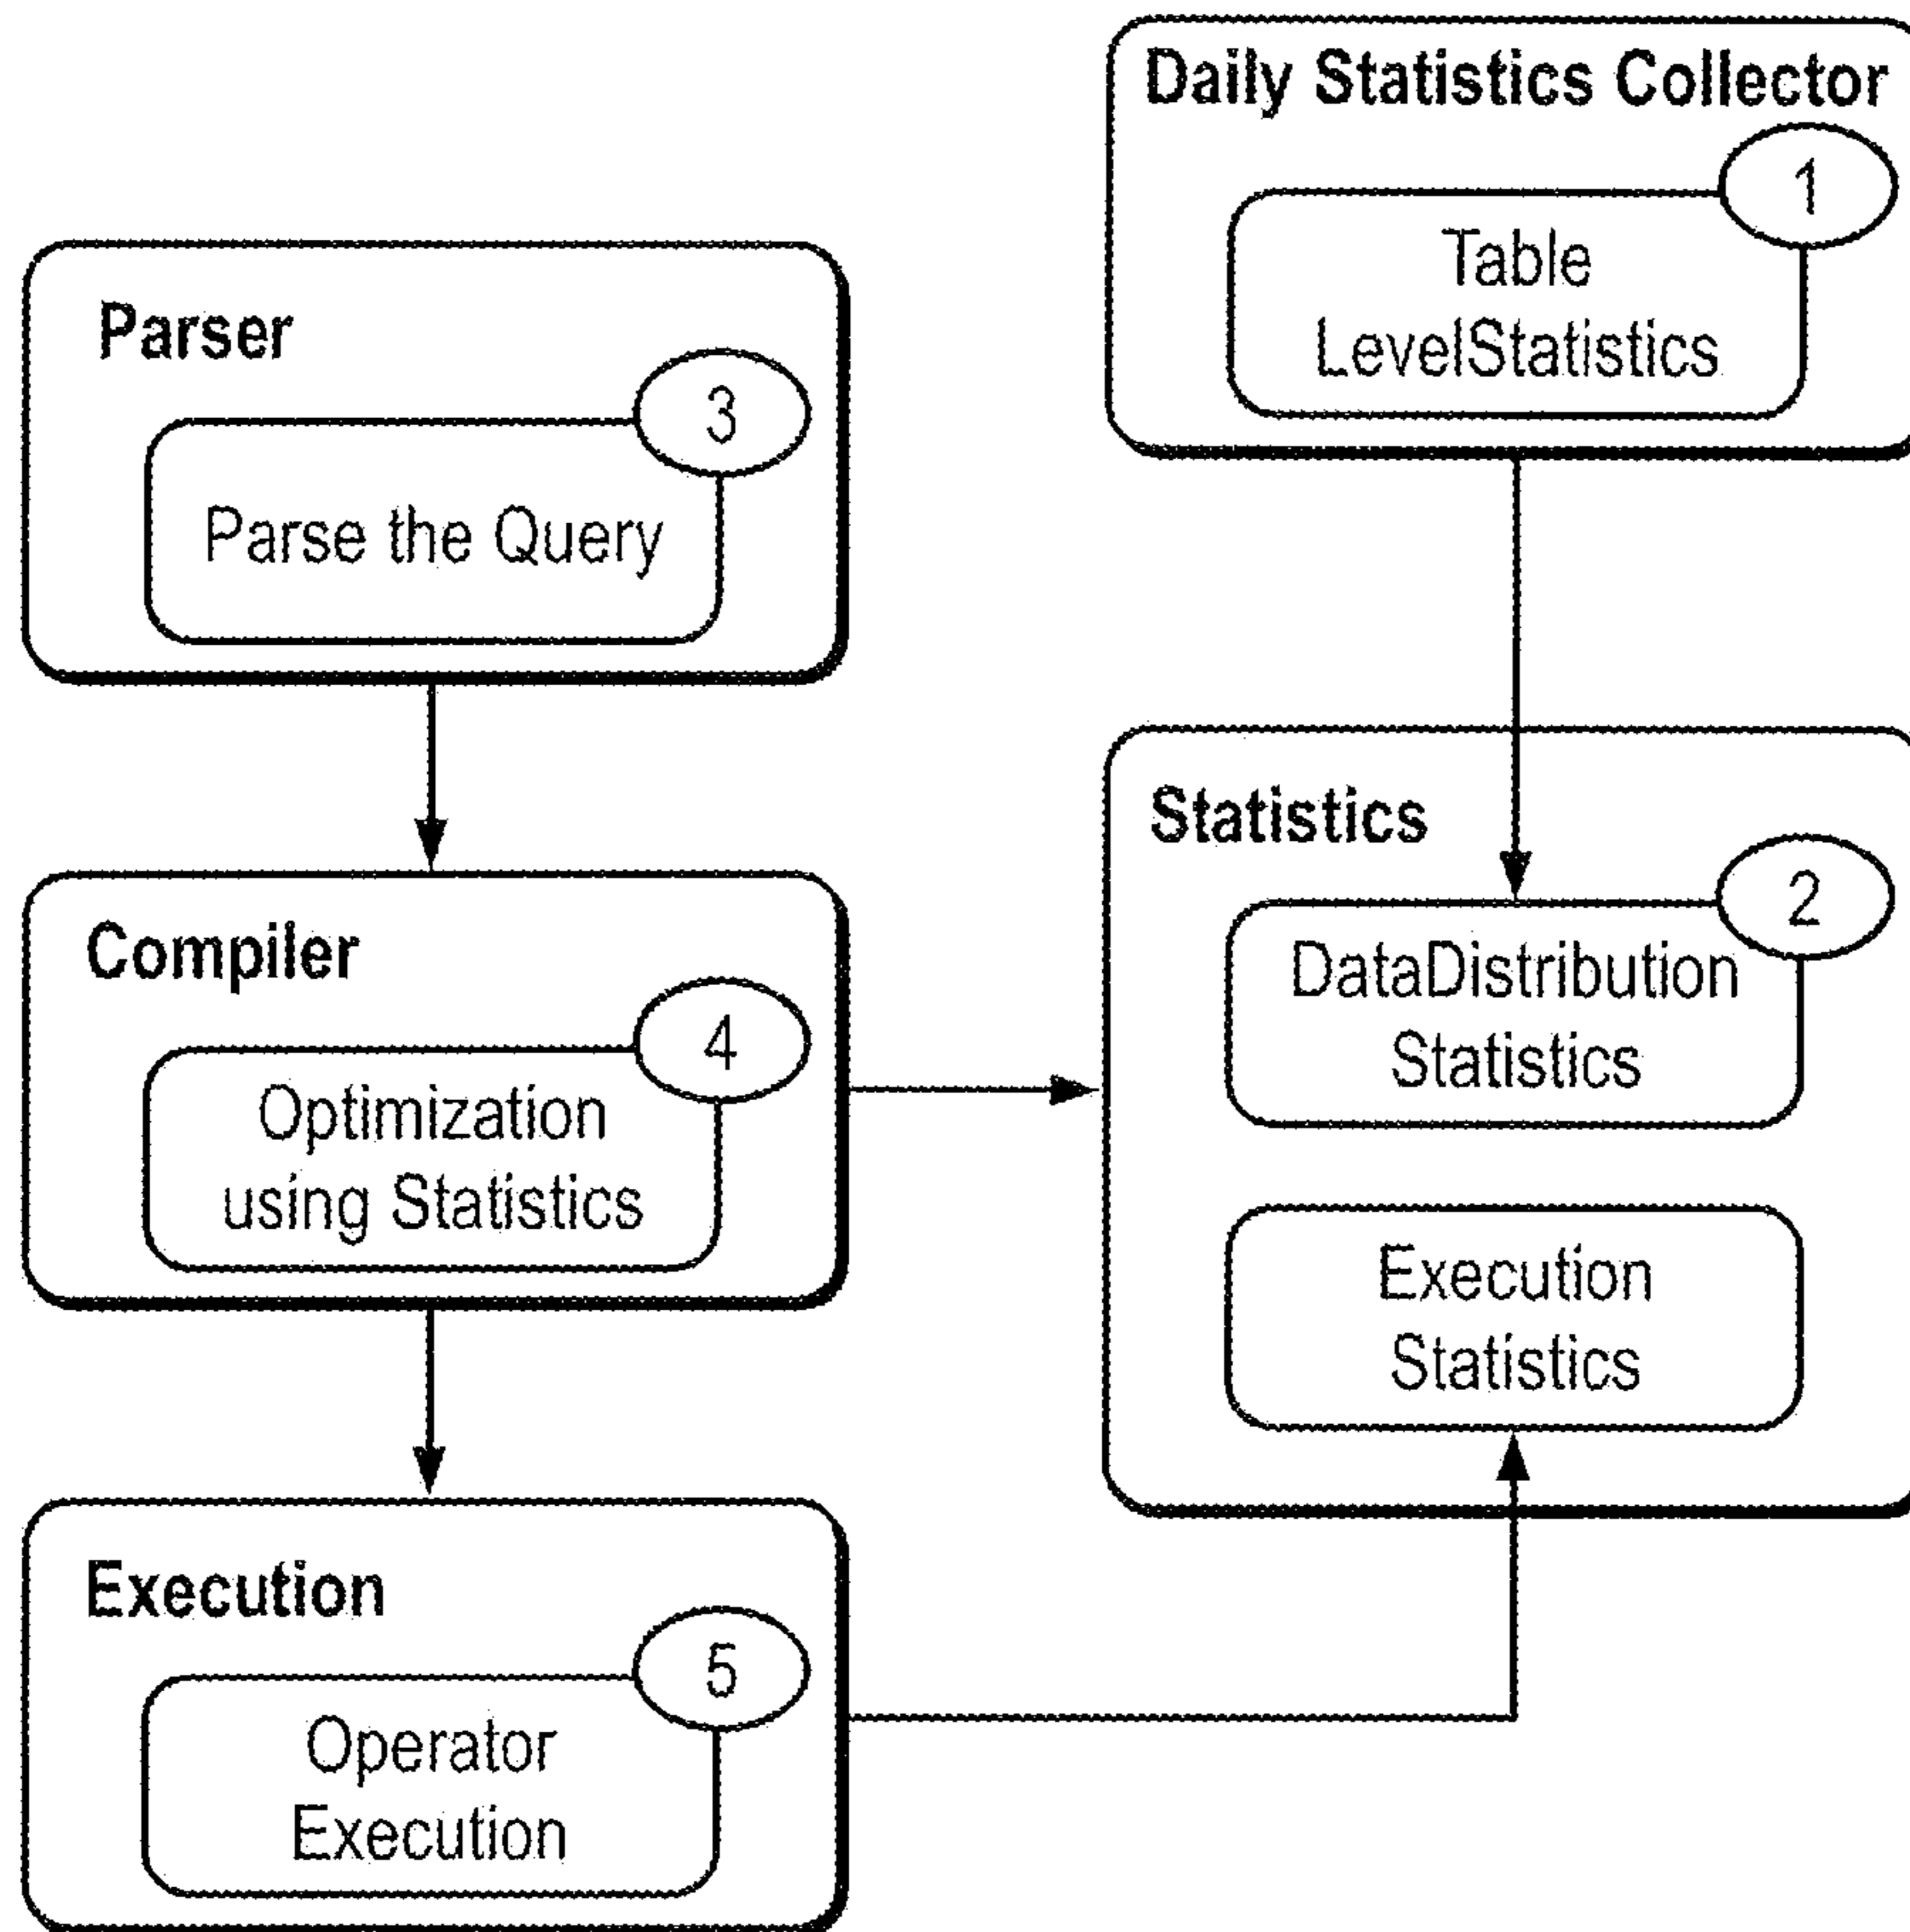 Daily Statistics Collector
1
Table
LevelStatistics
Parser
3
Parse the Query
Statistics
2
DataDistribution
Statistics
Compiler
4
Optimization
using Statistics
Execution
Statistics
Execution
5
Operator
Execution